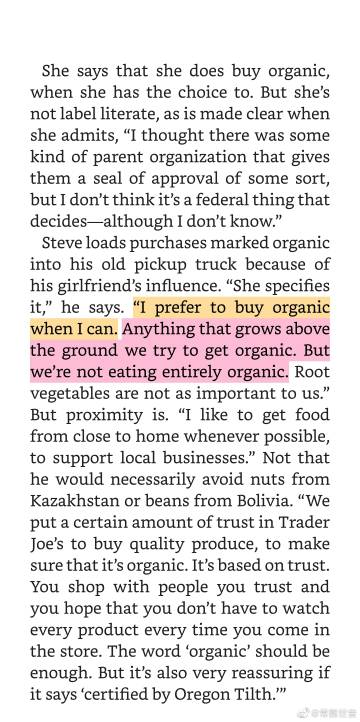 She says that she does buy organic,
when she has the choice to. But she’s
not label literate, as is made clear when
she admits, “I thought there was some
kind of parent organization that gives
them a seal of approval of some sort,
but I don’t think it’s a federal thing that
decides—although I don’t know.”
Steve loads purchases marked organic
into his old pickup truck because of
his girlfriend’s influence. “She specifies
it,” he says. “I prefer to buy organic
when I can. Anything that grows above
the ground we try to get organic. But
we’re not eating entirely organic. Root
vegetables are not as important to us.”
But proximity is. “I like to get food
from close to home whenever possible,
to support local businesses.” Not that
he would necessarily avoid nuts from
Kazakhstan or beans from Bolivia. “We
put a certain amount of trust in Trader
Joe’s to buy quality produce, to make
sure that it’s organic. It’s based on trust.
You shop with people you trust and
you hope that you don’t have to watch
every product every time you come in
the store. The word ‘organic’ should be
enough. But it’s also very reassuring if
it says ‘certified by Oregon Tilth.’”